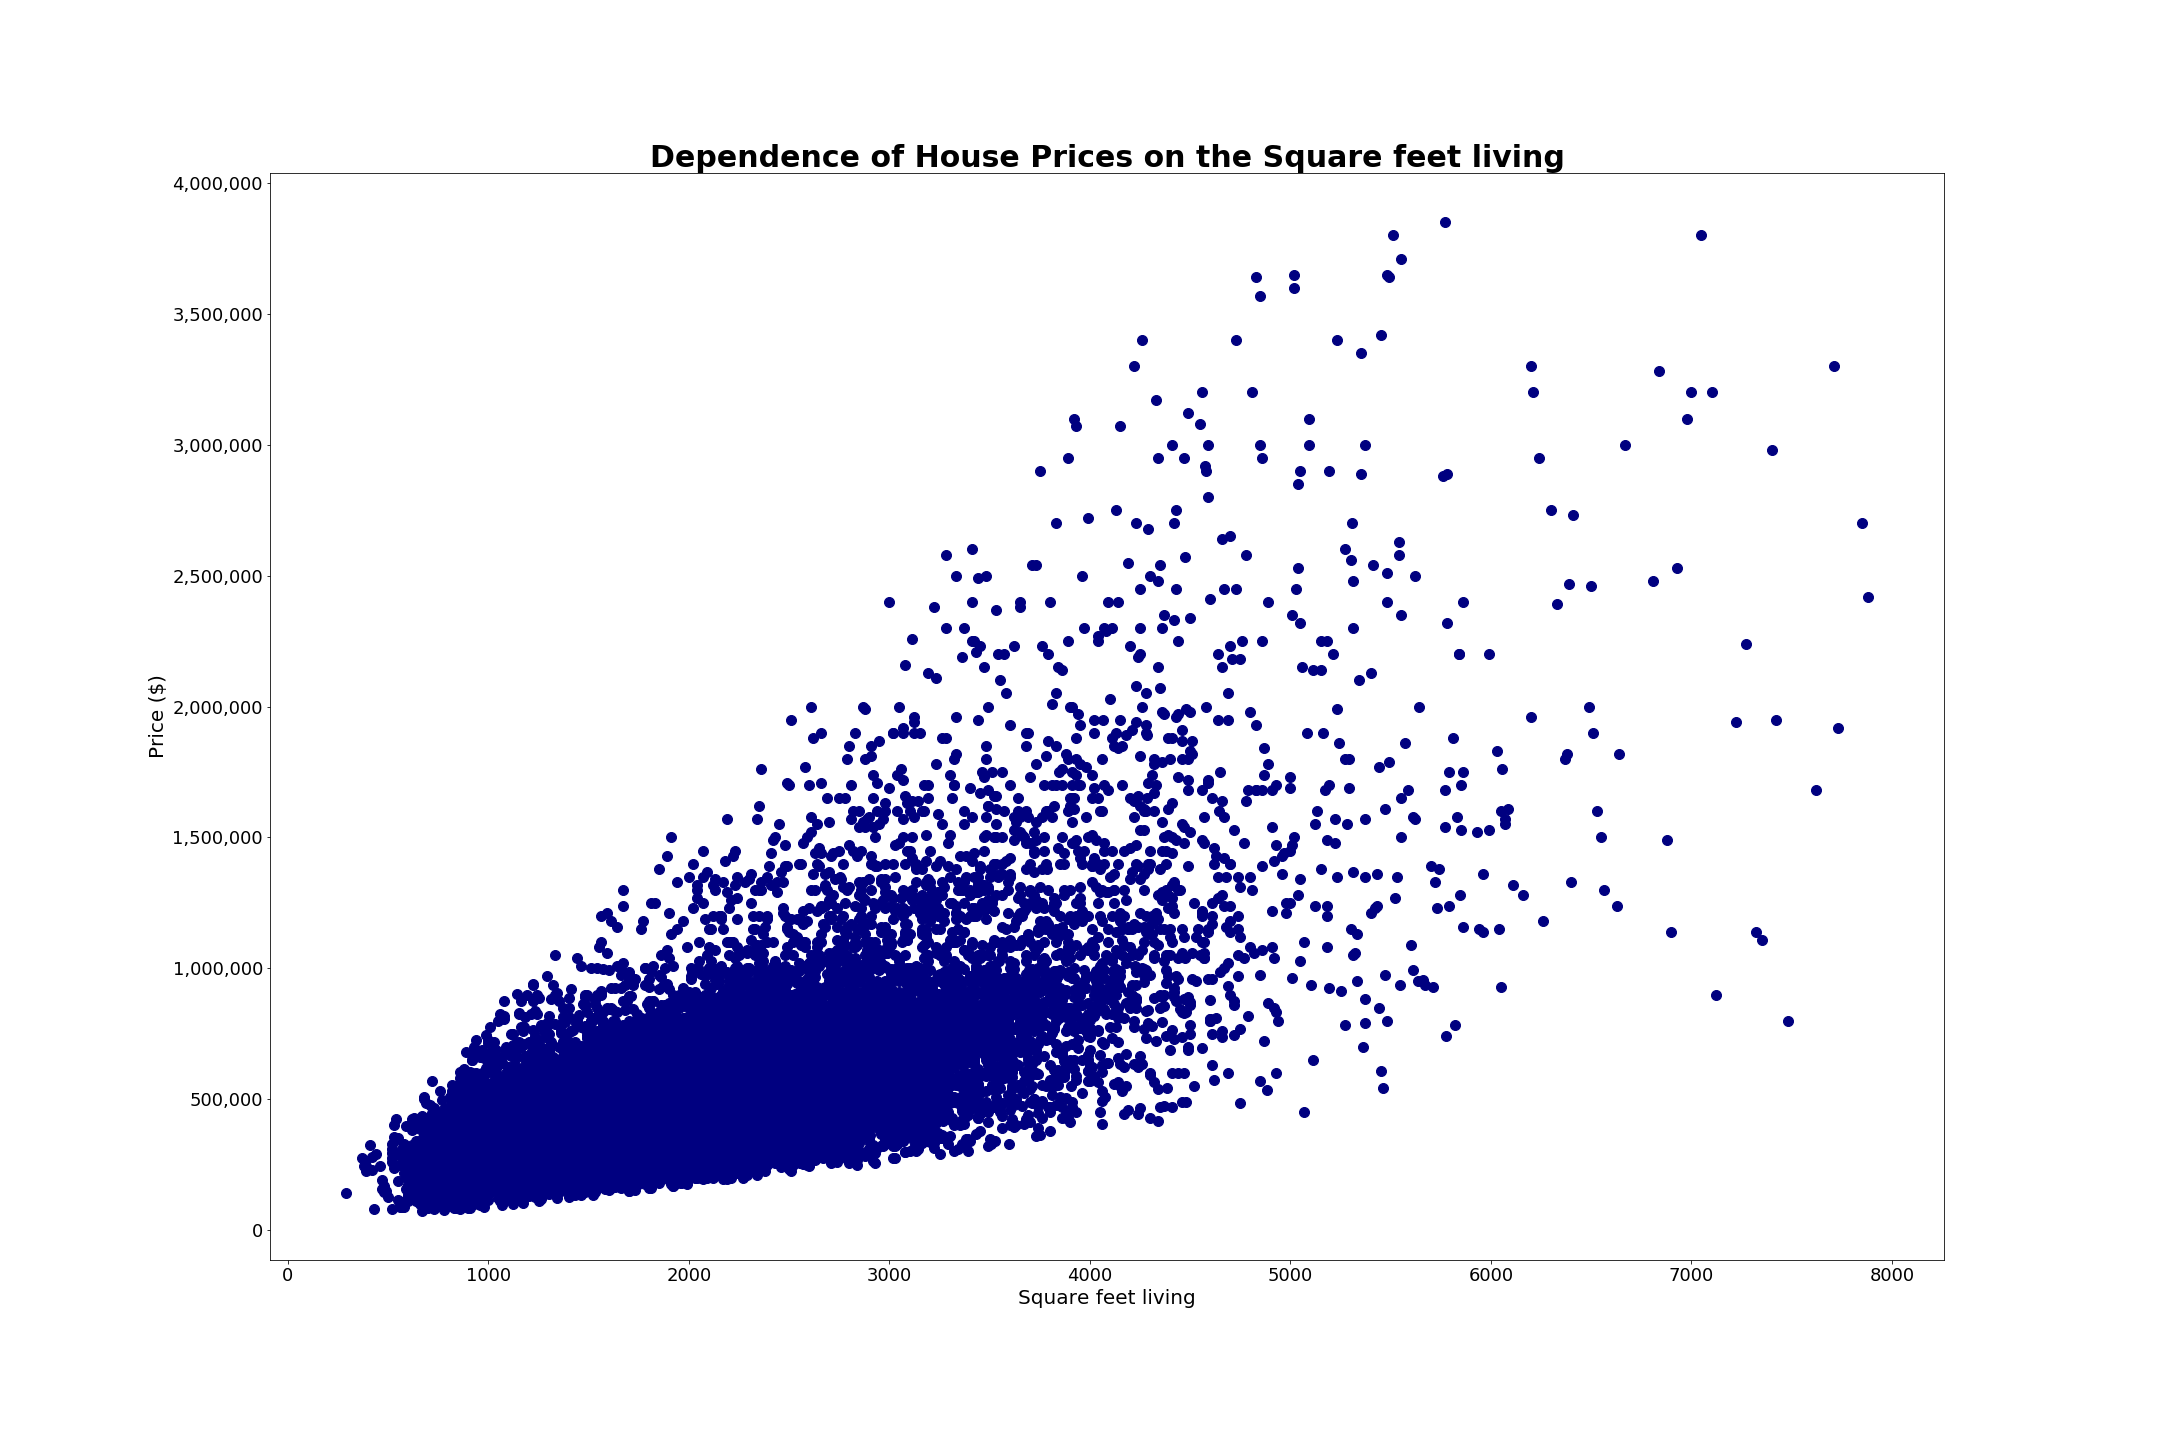 Dependence of House Prices on the Square feet living
4,000,000
3,500,000
3,000,000
2,500,000
2,000,000
1,500,000
1,000,000
500,000
0
Price ($)
0 1000 2000 3000 4000 5000 6000 7000 8000
Square feet living